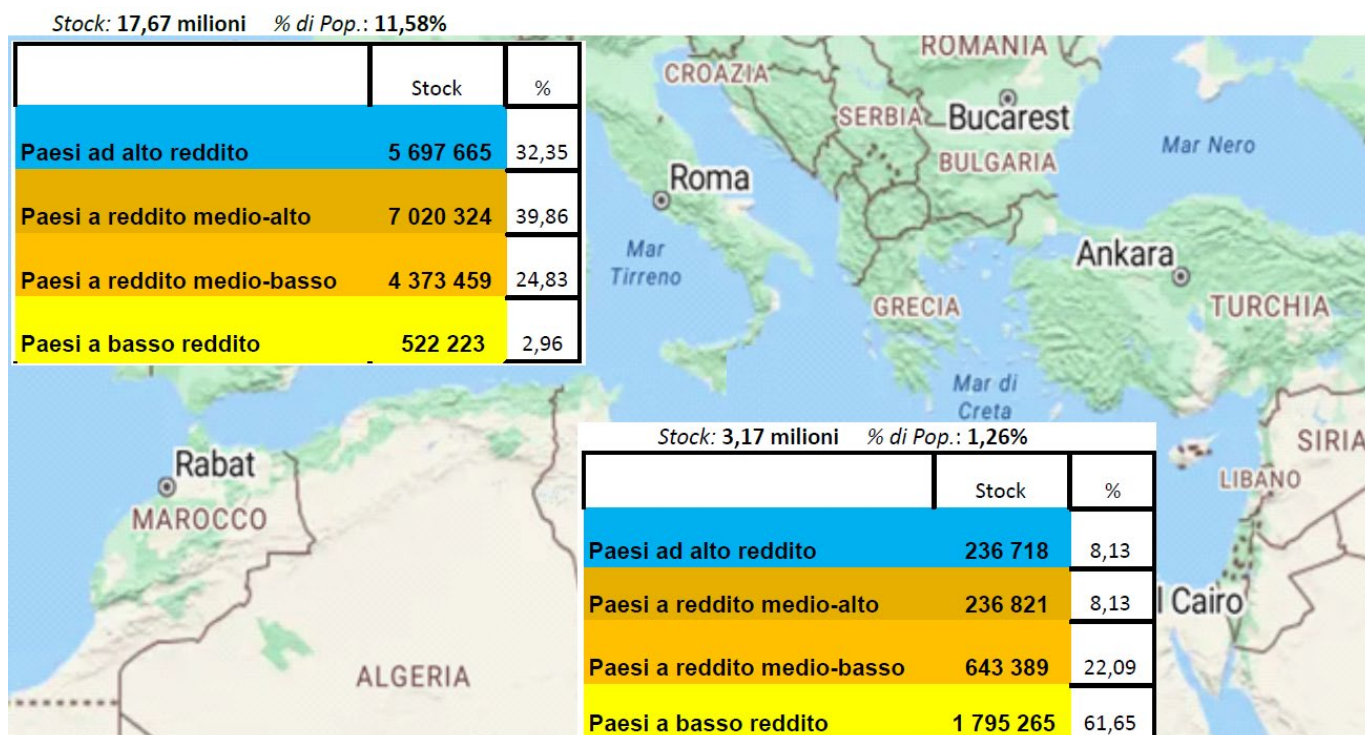 Stock: 17,67 milioni % di Pop.: 11,58%
Stock %
Paesi ad alto reddito 5 697 665 32,35
Paesi a reddito medio-alto 7 020 324 39,86
Paesi a reddito medio-basso 4 373 459 24,83
Paesi a basso reddito 522 223 2,96
ROMANIA
CROAZIA
SERBIA
Bucarest
Mar Nero
BULGARIA
Roma
Mar
Tirreno
Ankara
GRECIA
TURCHIA
Mar di
Creta
SIRIA
LIBANO
Rabat
MAROCCO
ALGERIA
l Cairo
Stock: 3,17 milioni % di Pop.: 1,26%
Stock %
Paesi ad alto reddito 236 718 8,13
Paesi a reddito medio-alto 236 821 8,13
Paesi a reddito medio-basso 643 389 22,09
Paesi a basso reddito 1 795 265 61,65